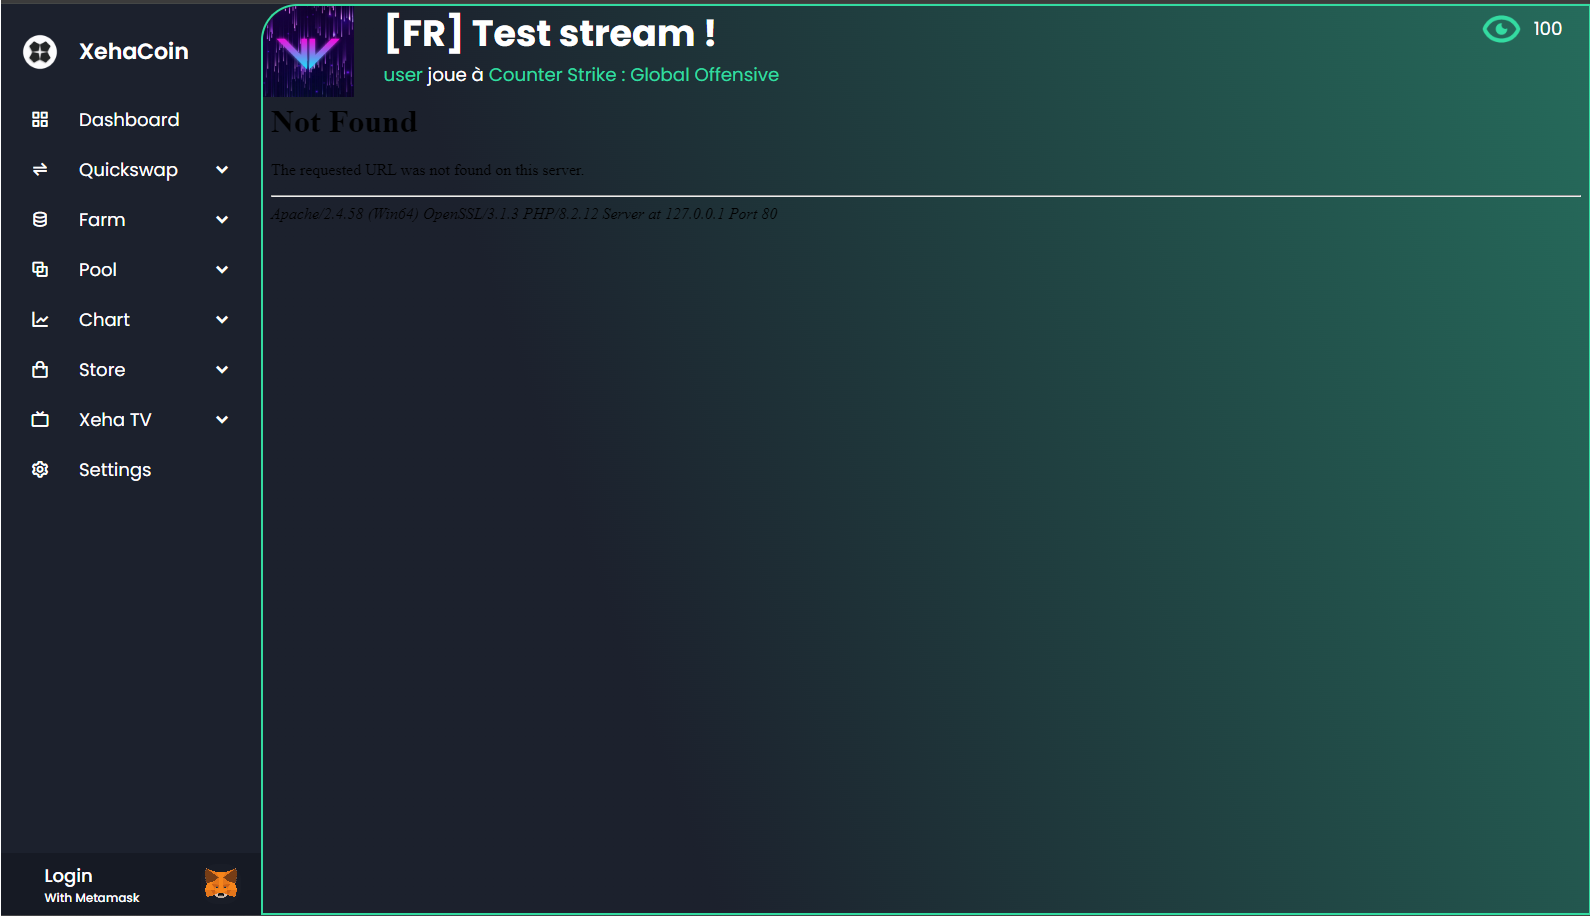 XehaCoin
Dashboard
Quickswap
Farm
Pool
Chart
Store
Xeha TV
Settings
Login
With Metamask
[FR] Test stream !
user joue à Counter Strike : Global Offensive
100
Not Found
The requested URL was not found on this server.
Apache/2.4.58 (Win64) OpenSSL/3.1.3 PHP/8.2.12 Server at 127.0.0.1 Port 80